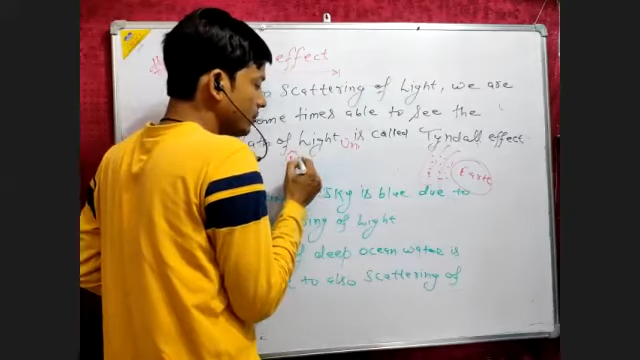 effect
Scattering of Light, we are
some times able to see the
of Light is called Tyndall effect
Earth
Sky is blue due to
of Light
deep ocean water is
to also Scattering of